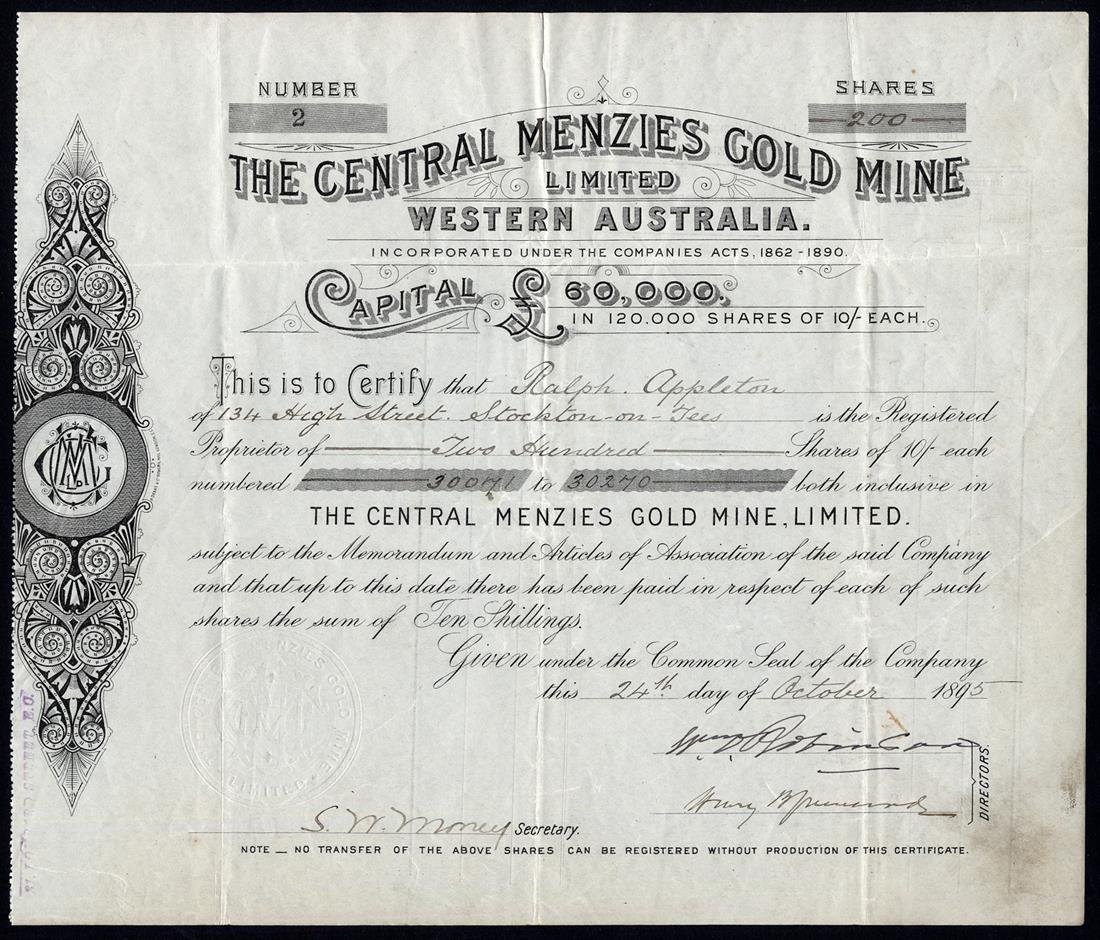 NUMBER
2
SHARES
200
THE CENTRAL MENZIES GOLD MINE
LIMITED
WESTERN AUSTRALIA.
INCORPORATED UNDER THE COMPANIES ACTS, 1862-1890.
CAPITAL £ 60,000.
IN 120.000 SHARES OF 10/- EACH.
This is to Certify that Ralph. Appleton
of 134 High Street. Stockton-on-Tees is the Registered
Proprietor of Two Hundred Shares of 10/- each
numbered 30071 to 30270 both inclusive in
THE CENTRAL MENZIES GOLD MINE, LIMITED.
subject to the Memorandum and Articles of Association of the said Company
and that up to this date there has been paid in respect of each of such
shares the sum of Ten Shillings.
Given under the Common Seal of the Company
this 24th day of October 1895
Wm Robinson
Henry
DIRECTORS.
S. W. Money Secretary.
NOTE _ NO TRANSFER OF THE ABOVE SHARES CAN BE REGISTERED WITHOUT PRODUCTION OF THIS CERTIFICATE.
MENZIES GOLD MINE
LIMITED